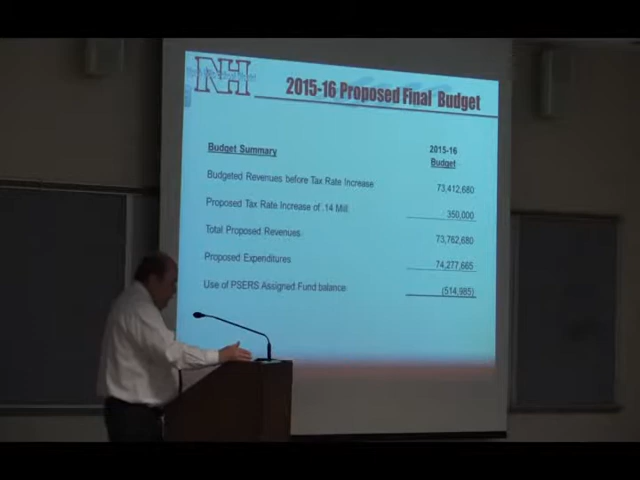 NH
2015-16 Proposed Final Budget
Budget Summary 2015-16 Budget
Budgeted Revenues before Tax Rate Increase 73,412,680
Proposed Tax Rate Increase of .14 Mill 350,000
Total Proposed Revenues 73,762,680
Proposed Expenditures 74,277,665
Use of PSERS Assigned Fund balance (514,985)